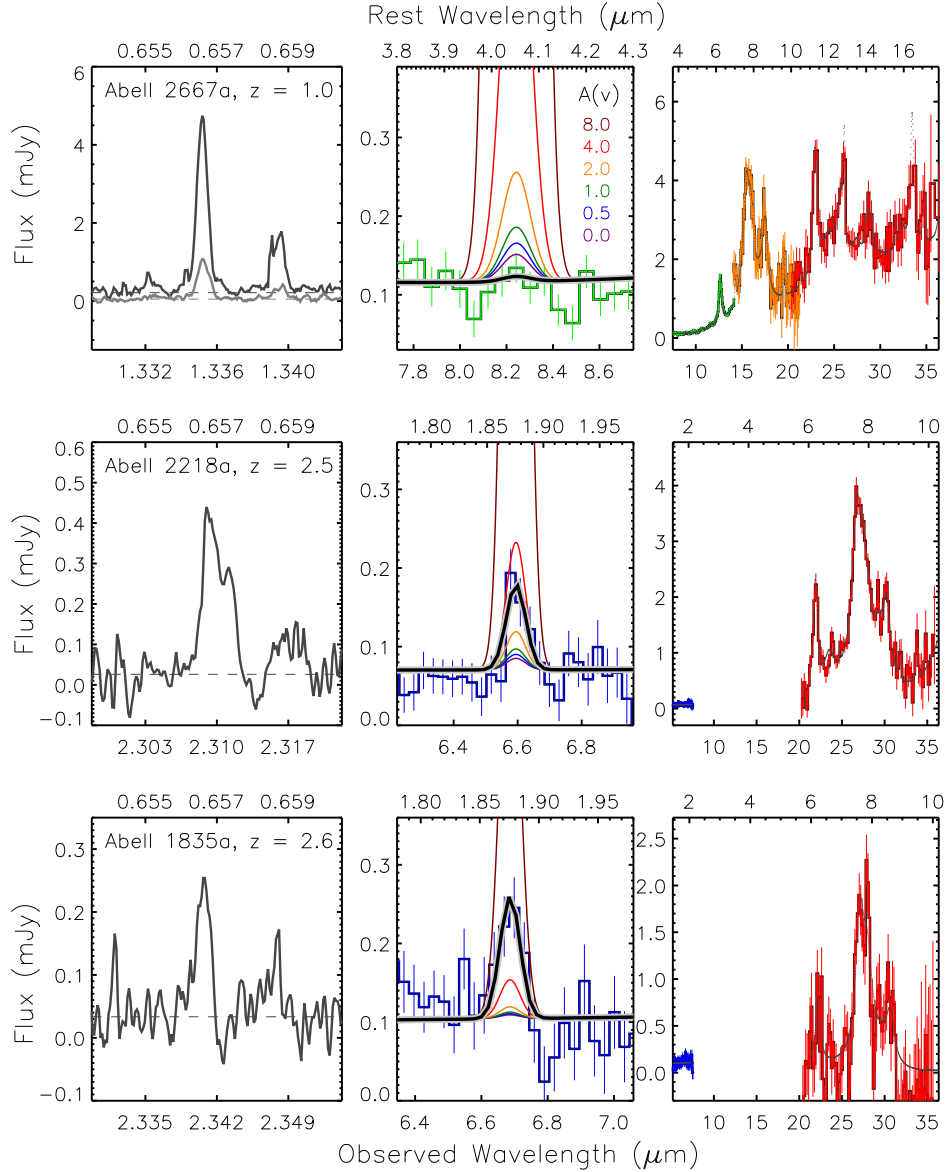 Rest Wavelength (μm)
0.655 0.657 0.659
3.8 3.9 4.0 4.1 4.2 4.3
4 6 8 10 12 14 16
Abell 2667a, z = 1.0
A(v)
8.0
4.0
2.0
1.0
0.5
0.0
Flux (mJy)
6
4
2
0
0.3
0.2
0.1
6
4
2
0
1.332 1.336 1.340
7.8 8.0 8.2 8.4 8.6
10 15 20 25 30 35
0.655 0.657 0.659
1.80 1.85 1.90 1.95
2 4 6 8 10
Abell 2218a, z = 2.5
Flux (mJy)
0.6
0.5
0.4
0.3
0.2
0.1
0.0
−0.1
0.3
0.2
0.1
0.0
4
3
2
1
0
2.303 2.310 2.317
6.4 6.6 6.8
10 15 20 25 30 35
0.655 0.657 0.659
1.80 1.85 1.90 1.95
2 4 6 8 10
Abell 1835a, z = 2.6
Flux (mJy)
0.3
0.2
0.1
0.0
−0.1
0.3
0.2
0.1
0.0
2.5
2.0
1.5
1.0
0.5
0.0
2.335 2.342 2.349
6.4 6.6 6.8 7.0
10 15 20 25 30 35
Observed Wavelength (μm)